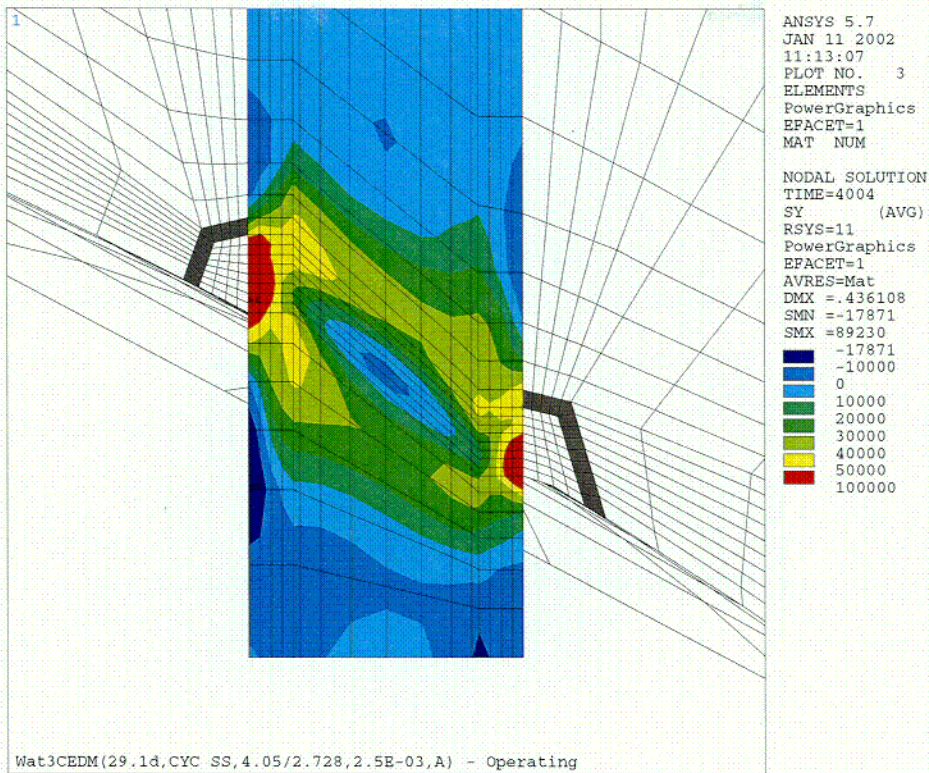 1
ANSYS 5.7
JAN 11 2002
11:13:07
PLOT NO. 3
ELEMENTS
PowerGraphics
EFACET=1
MAT NUM
NODAL SOLUTION
TIME=4004
SY (AVG)
RSYS=11
PowerGraphics
EFACET=1
AVRES=Mat
DMX =.436108
SMN =-17871
SMX =89230
-17871
-10000
0
10000
20000
30000
40000
50000
100000
Wat3CEDM(29.1d,CYC SS,4.05/2.728,2.5E-03,A) - Operating